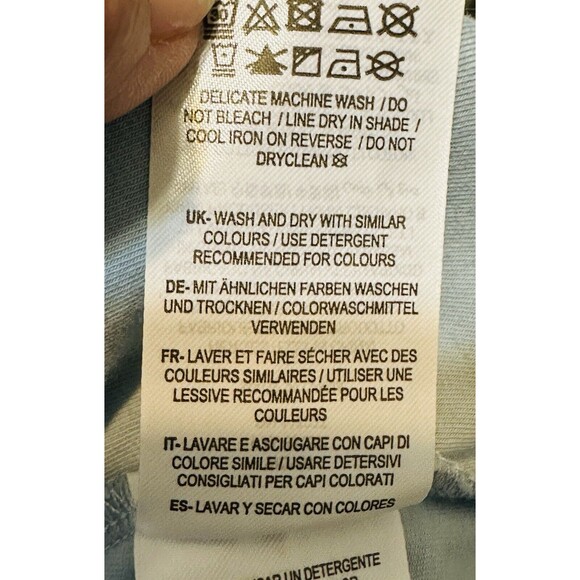 30
DELICATE MACHINE WASH / DO
NOT BLEACH / LINE DRY IN SHADE /
COOL IRON ON REVERSE / DO NOT
DRYCLEAN
UK- WASH AND DRY WITH SIMILAR
COLOURS / USE DETERGENT
RECOMMENDED FOR COLOURS
DE- MIT ÄHNLICHEN FARBEN WASCHEN
UND TROCKNEN / COLORWASCHMITTEL
VERWENDEN
FR- LAVER ET FAIRE SÉCHER AVEC DES
COULEURS SIMILAIRES / UTILISER UNE
LESSIVE RECOMMANDÉE POUR LES
COULEURS
IT- LAVARE E ASCIUGARE CON CAPI DI
COLORE SIMILE / USARE DETERSIVI
CONSIGLIATI PER CAPI COLORATI
ES- LAVAR Y SECAR CON COLORES
UN DETERGENTE